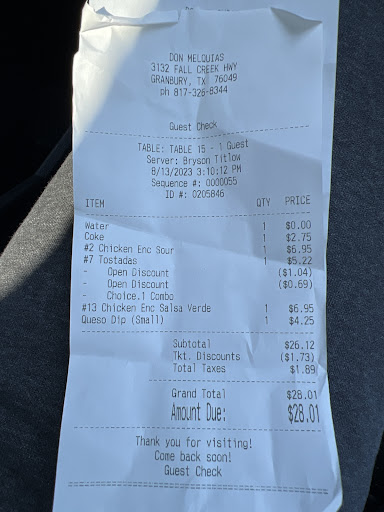 DON MELQUIAS
3132 FALL CREEK HWY
GRANBURY, TX 76049
ph 817-326-8344
Guest Check
TABLE: TABLE 15 - 1 Guest
Server: Bryson Titlow
8/13/2023 3:10:12 PM
Sequence #: 0000055
ID #: 0205846
ITEM QTY PRICE
Water 1 $0.00
Coke 1 $2.75
#2 Chicken Enc Sour 1 $6.95
#7 Tostadas 1 $5.22
- Open Discount ($1.04)
- Open Discount ($0.69)
- Choice.1 Combo
#13 Chicken Enc Salsa Verde 1 $6.95
Queso Dip (Small) 1 $4.25
Subtotal $26.12
Tkt. Discounts ($1.73)
Total Taxes $1.89
Grand Total $28.01
Amount Due: $28.01
Thank you for visiting!
Come back soon!
Guest Check